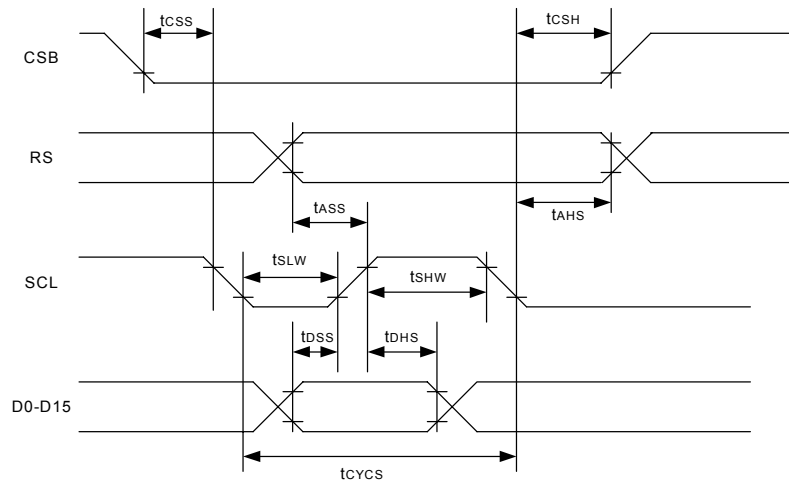 tCSS
tCSH
CSB
RS
tASS
tAHS
tSLW
SCL
tSHW
tDSS
tDHS
D0-D15
tCYCS